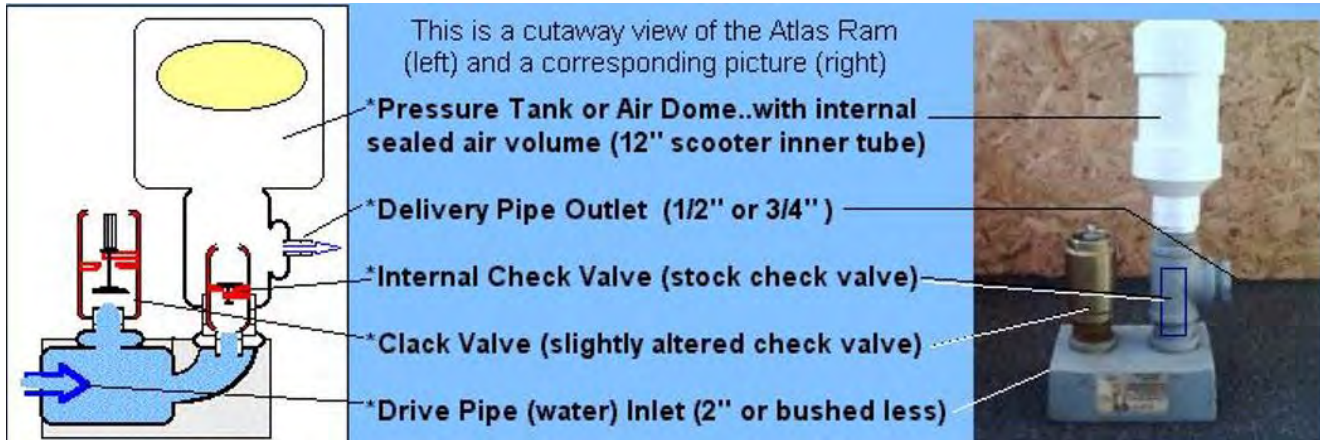 This is a cutaway view of the Atlas Ram
(left) and a corresponding picture (right)
*Pressure Tank or Air Dome..with internal
sealed air volume (12" scooter inner tube)
*Delivery Pipe Outlet (1/2" or 3/4" )
*Internal Check Valve (stock check valve)
*Clack Valve (slightly altered check valve)
*Drive Pipe (water) Inlet (2" or bushed less)